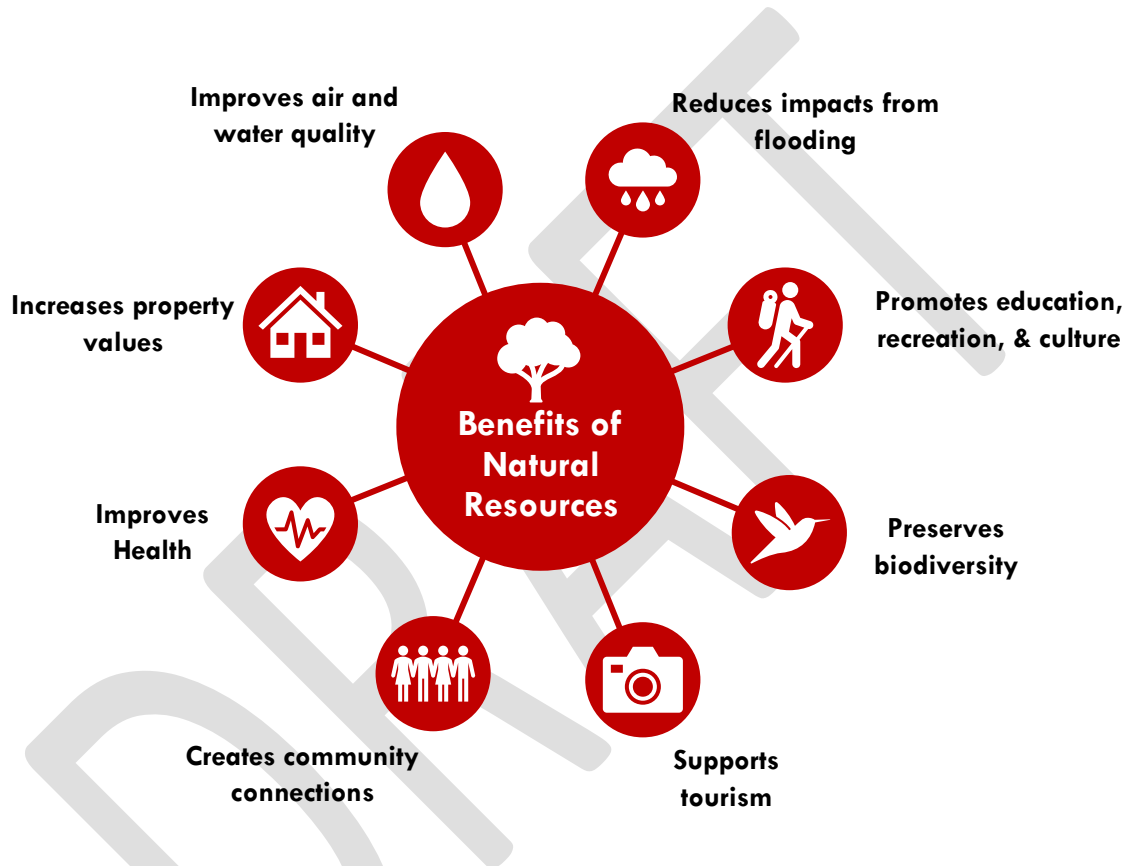 Improves air and
water quality
Reduces impacts from
flooding
Increases property
values
Promotes education,
recreation, & culture
Benefits of
Natural
Resources
Improves
Health
Preserves
biodiversity
Creates community
connections
Supports
tourism
DRAFT